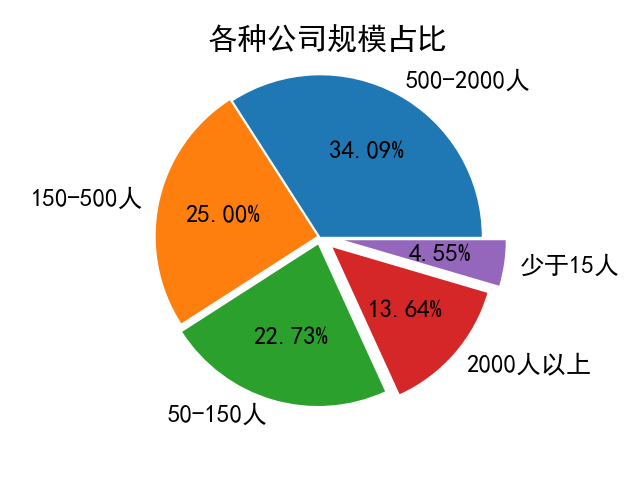 各种公司规模占比
500-2000人
34.09%
150-500人
25.00%
4.55%
少于15人
13.64%
22.73%
2000人以上
50-150人